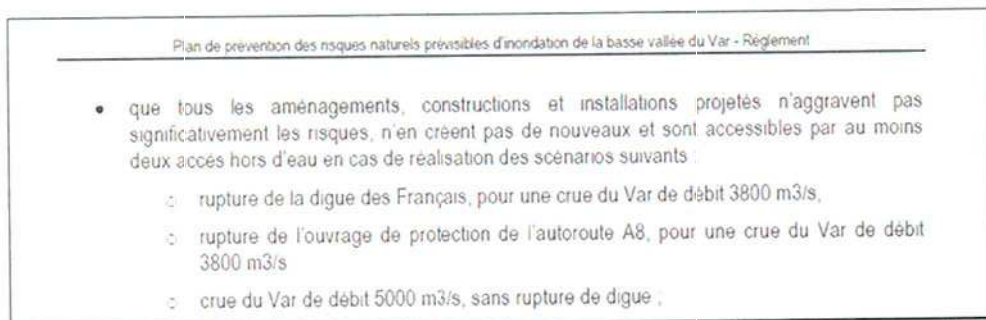 Plan de prévention des risques naturels prévisibles d'inondation de la basse vallée du Var - Règlement
• que tous les aménagements, constructions et installations projetés n'aggravent pas
significativement les risques, n'en créent pas de nouveaux et sont accessibles par au moins
deux accès hors d'eau en cas de réalisation des scénarios suivants :
○ rupture de la digue des Français, pour une crue du Var de débit 3800 m3/s,
○ rupture de l'ouvrage de protection de l'autoroute A8, pour une crue du Var de débit
3800 m3/s
○ crue du Var de débit 5000 m3/s, sans rupture de digue ;